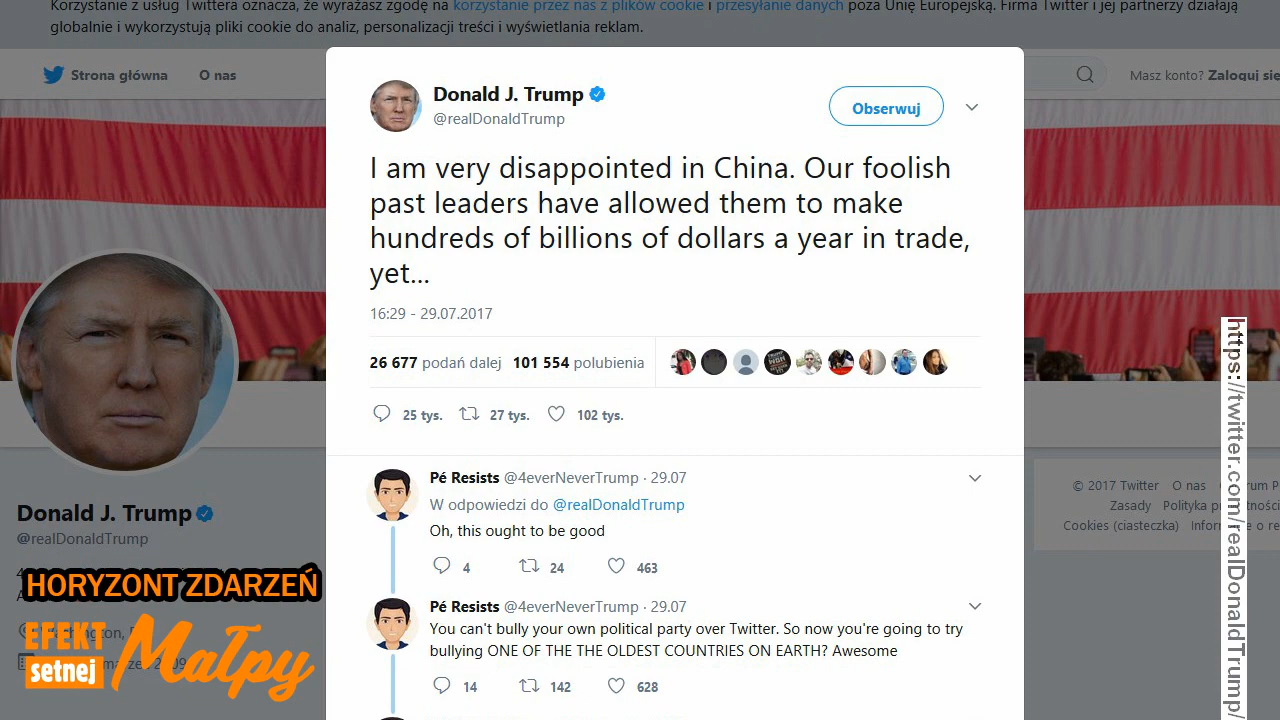 Korzystanie z usług Twittera oznacza, że wyrażasz zgodę na korzystanie przez nas z plików cookie i przesyłanie danych poza Unię Europejską. Firma Twitter i jej partnerzy działają
globalnie i wykorzystują pliki cookie do analiz, personalizacji treści i wyświetlania reklam.
Strona główna O nas
Masz konto? Zaloguj się
Donald J. Trump
@realDonaldTrump
Obserwuj
I am very disappointed in China. Our foolish
past leaders have allowed them to make
hundreds of billions of dollars a year in trade,
yet...
16:29 - 29.07.2017
26 677 podań dalej 101 554 polubienia
25 tys. 27 tys. 102 tys.
Pé Resists @4everNeverTrump · 29.07
W odpowiedzi do @realDonaldTrump
Oh, this ought to be good
4 24 463
Pé Resists @4everNeverTrump · 29.07
You can't bully your own political party over Twitter. So now you're going to try
bullying ONE OF THE THE OLDEST COUNTRIES ON EARTH? Awesome
14 142 628
Donald J. Trump
@realDonaldTrump
HORYZONT ZDARZEŃ
EFEKT
setnej
Małpy
© 2017 Twitter O nas
Zasady Polityka
Cookies (ciasteczka)
https://twitter.com/realDonaldTrump/